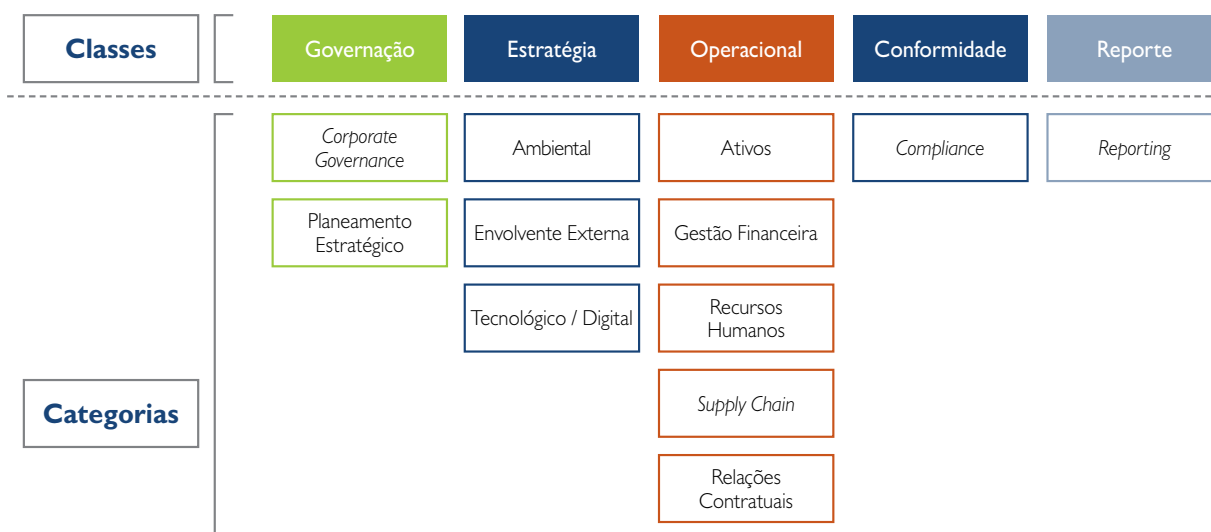 Classes
Governação
Estratégia
Operacional
Conformidade
Reporte
Corporate
Governance
Ambiental
Ativos
Compliance
Reporting
Planeamento
Estratégico
Envolvente Externa
Gestão Financeira
Tecnológico / Digital
Recursos
Humanos
Categorias
Supply Chain
Relações
Contratuais